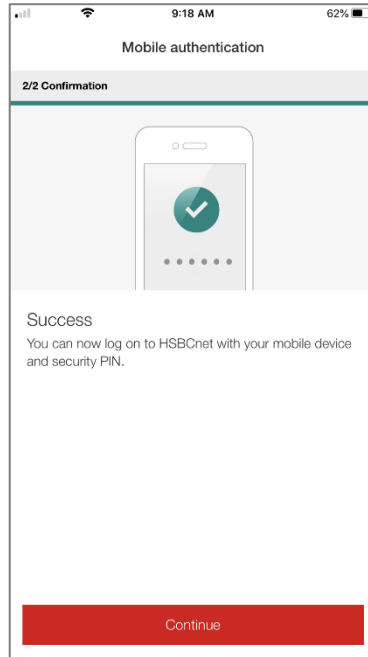 9:18 AM
62%
Mobile authentication
2/2 Confirmation
Success
You can now log on to HSBCnet with your mobile device
and security PIN.
Continue